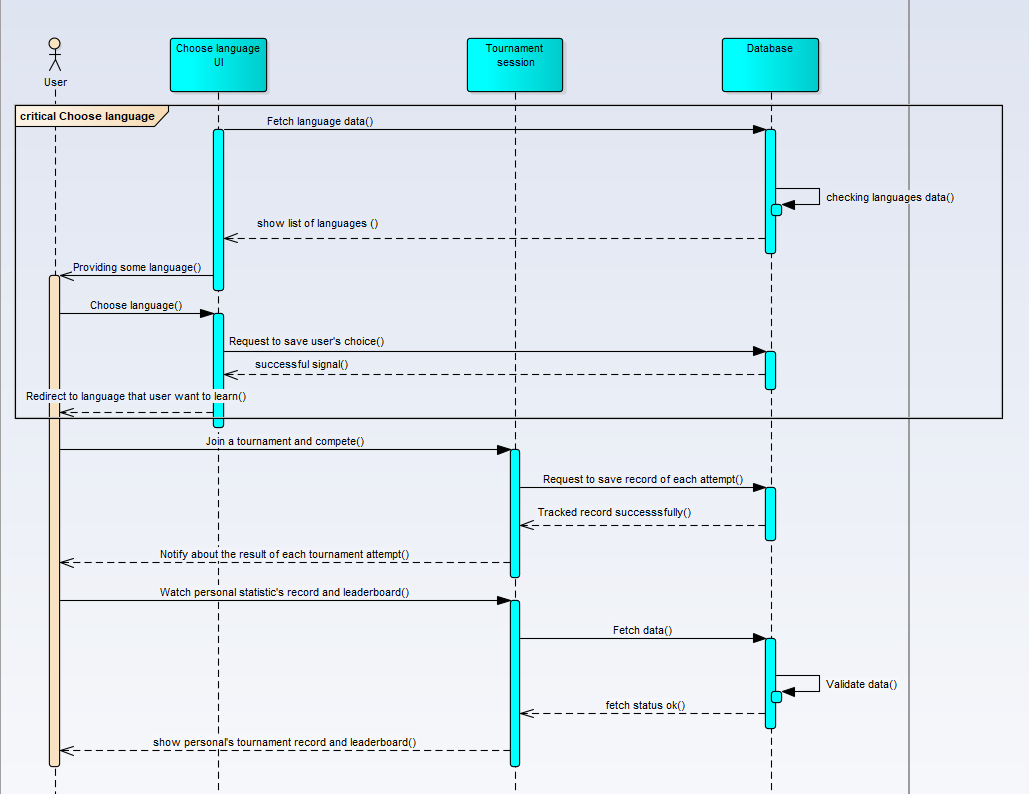 User
Choose language
UI
Tournament
session
Database
critical Choose language
Fetch language data()
checking languages data()
show list of languages ()
Providing some language()
Choose language()
Request to save user's choice()
successful signal()
Redirect to language that user want to learn()
Join a tournament and compete()
Request to save record of each attempt()
Tracked record successsfully()
Notify about the result of each tournament attempt()
Watch personal statistic's record and leaderboard()
Fetch data()
Validate data()
fetch status ok()
show personal's tournament record and leaderboard()